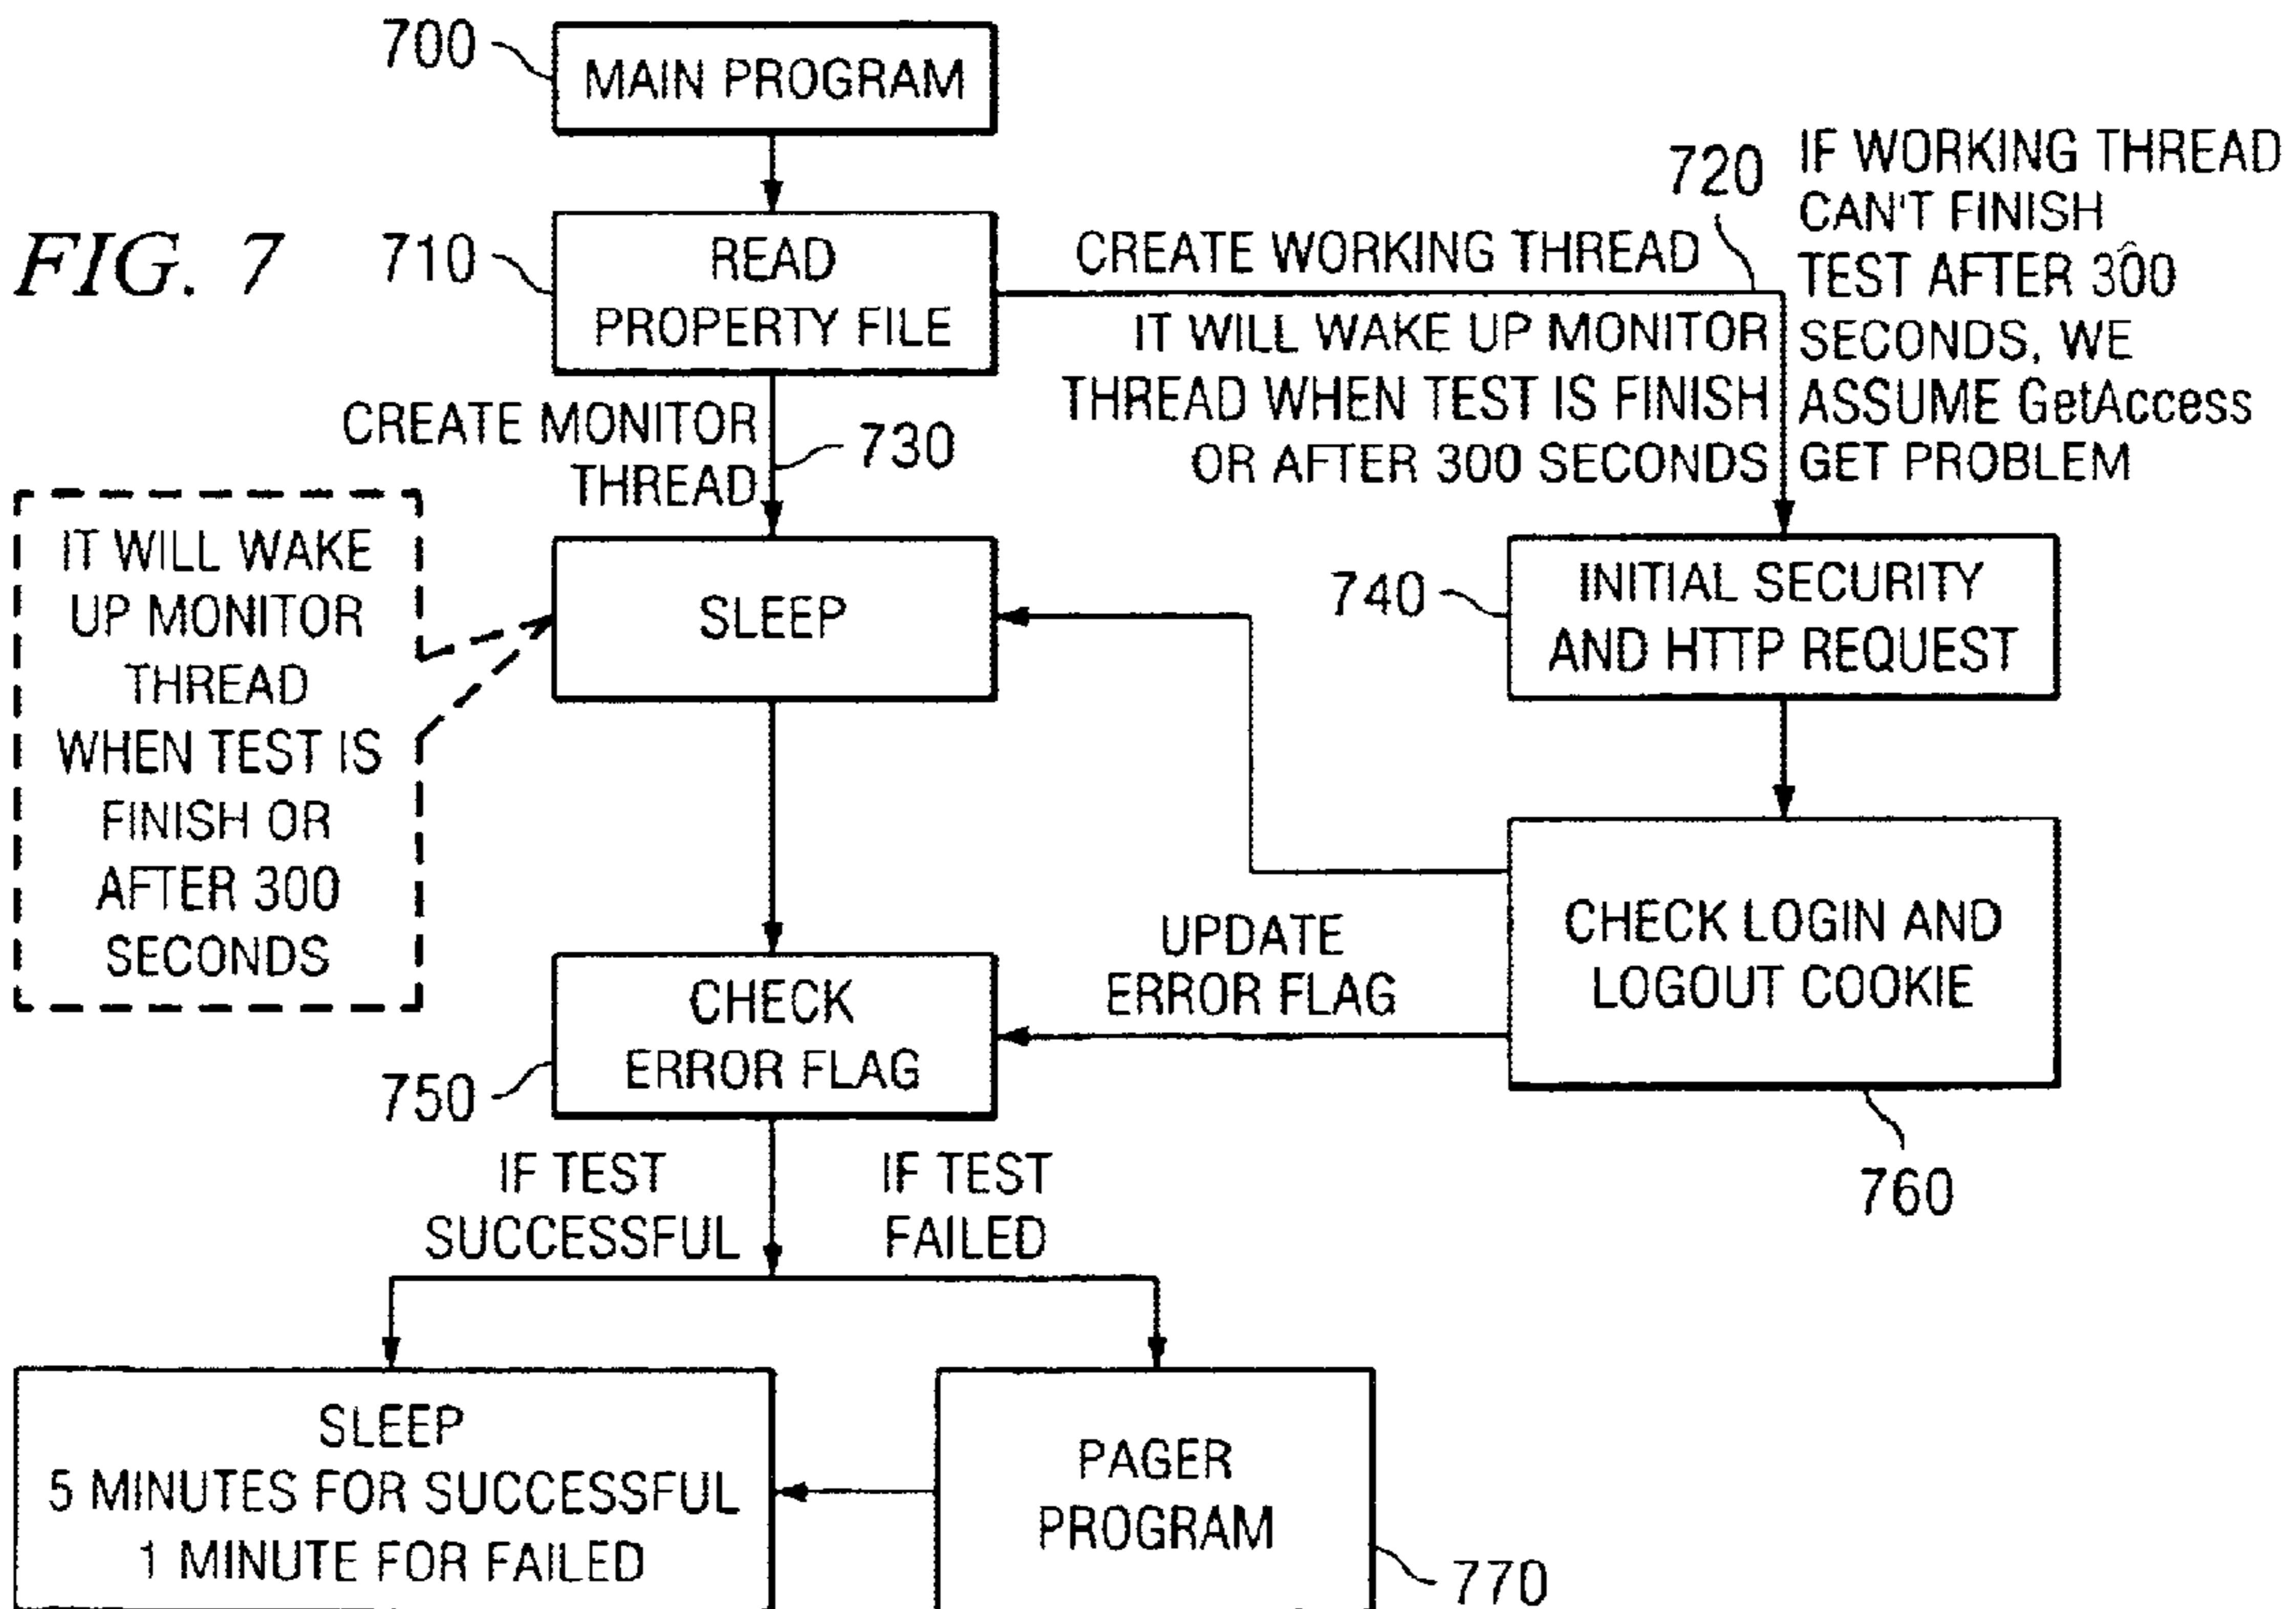 700
MAIN PROGRAM
FIG. 7
710
READ
PROPERTY FILE
CREATE WORKING THREAD
720
IT WILL WAKE UP MONITOR
THREAD WHEN TEST IS FINISH
OR AFTER 300 SECONDS
IF WORKING THREAD
CAN'T FINISH
TEST AFTER 300
SECONDS, WE
ASSUME GetAccess
GET PROBLEM
CREATE MONITOR
THREAD
730
IT WILL WAKE
UP MONITOR
THREAD
WHEN TEST IS
FINISH OR
AFTER 300
SECONDS
SLEEP
740
INITIAL SECURITY
AND HTTP REQUEST
CHECK LOGIN AND
LOGOUT COOKIE
760
UPDATE
ERROR FLAG
CHECK
ERROR FLAG
750
IF TEST
SUCCESSFUL
IF TEST
FAILED
SLEEP
5 MINUTES FOR SUCCESSFUL
1 MINUTE FOR FAILED
PAGER
PROGRAM
770